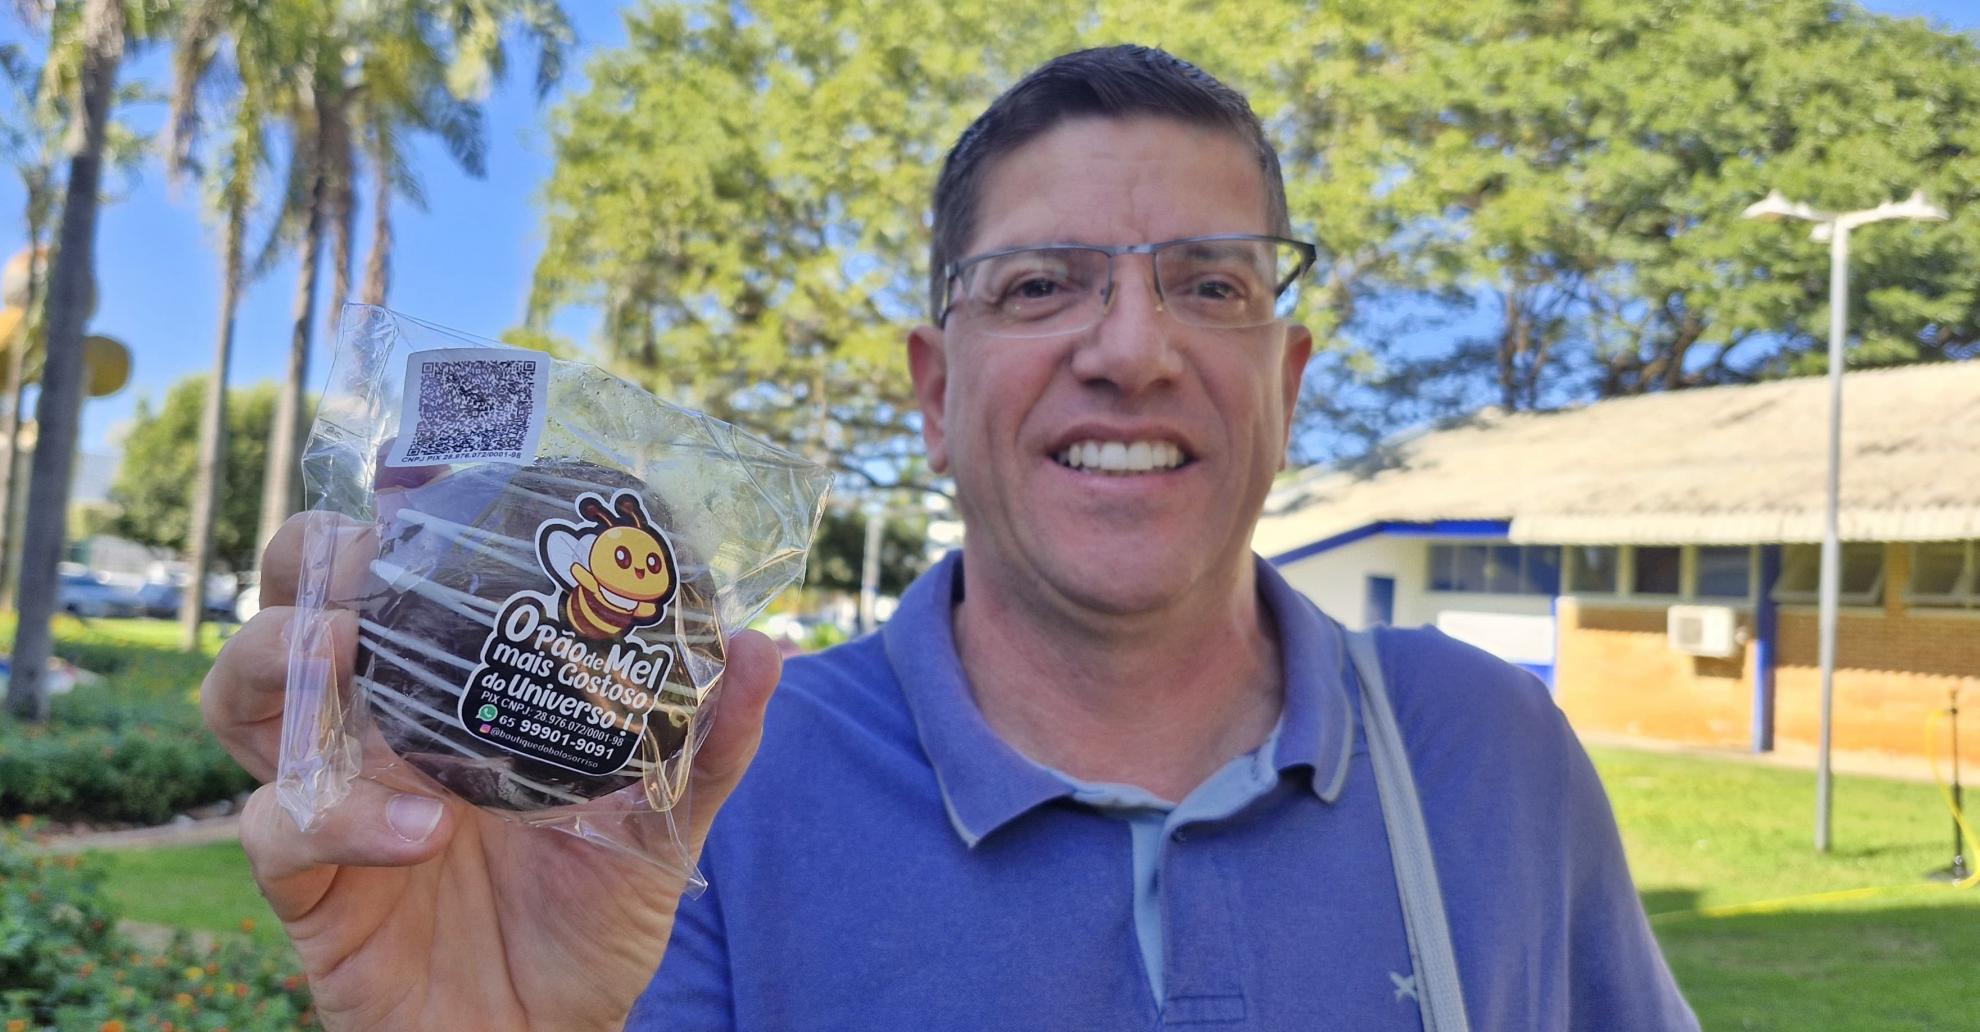 CNPJ PIX 28.976.072/0001-98
O Pão de Mel
mais Gostoso
do Universo !
PIX CNPJ: 28.976.072/0001-98
65 99901-9091
@boutiquedobolosorriso